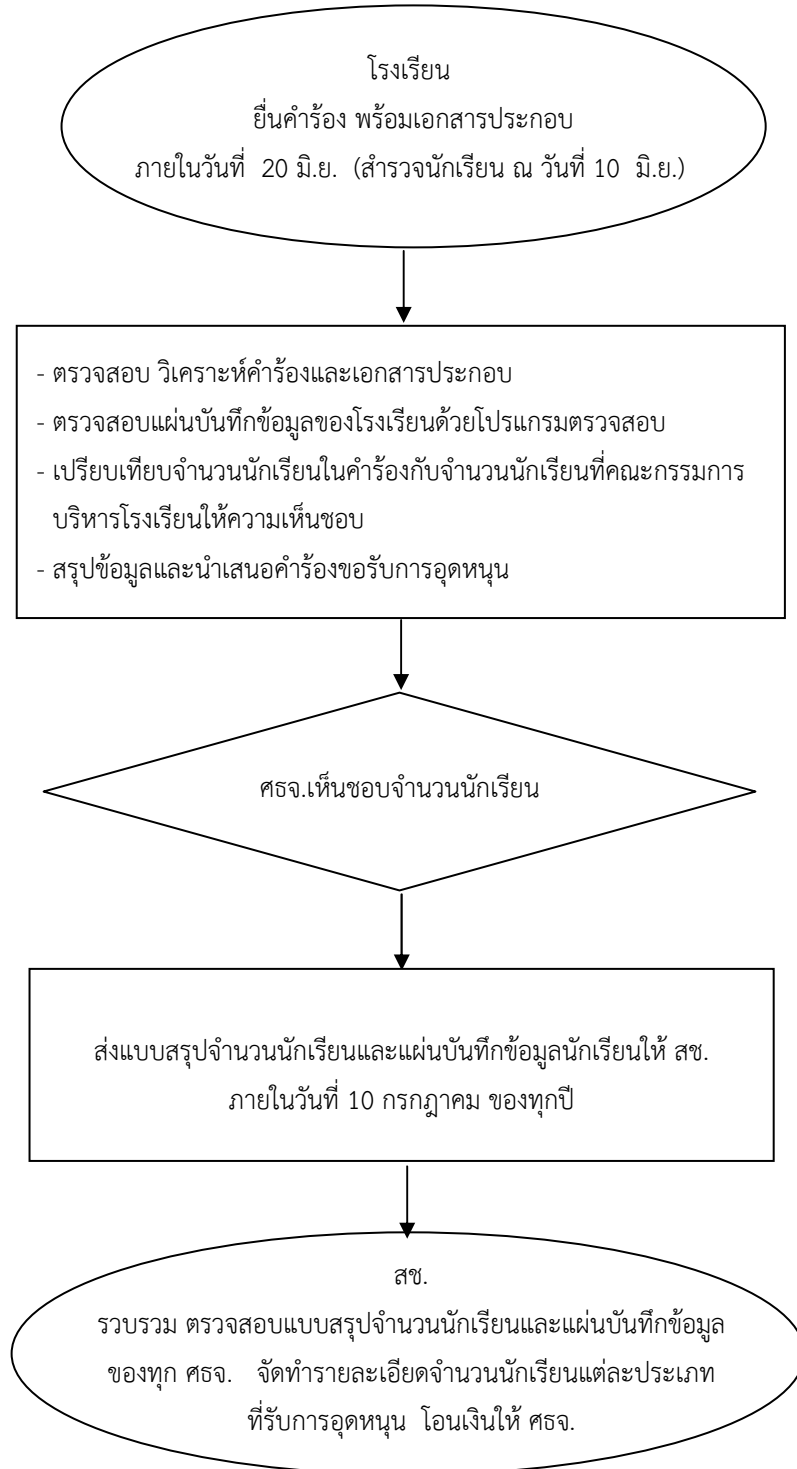 โรงเรียน
ยื่นคำร้อง พร้อมเอกสารประกอบ
ภายในวันที่ 20 มิ.ย. (สำรวจนักเรียน ณ วันที่ 10 มิ.ย.)
- ตรวจสอบ วิเคราะห์คำร้องและเอกสารประกอบ
- ตรวจสอบแผ่นบันทึกข้อมูลของโรงเรียนด้วยโปรแกรมตรวจสอบ
- เปรียบเทียบจำนวนนักเรียนในคำร้องกับจำนวนนักเรียนที่คณะกรรมการ
บริหารโรงเรียนให้ความเห็นชอบ
- สรุปข้อมูลและนำเสนอคำร้องขอรับการอุดหนุน
ศธจ.เห็นชอบจำนวนนักเรียน
ส่งแบบสรุปจำนวนนักเรียนและแผ่นบันทึกข้อมูลนักเรียนให้ สช.
ภายในวันที่ 10 กรกฎาคม ของทุกปี
สช.
รวบรวม ตรวจสอบแบบสรุปจำนวนนักเรียนและแผ่นบันทึกข้อมูล
ของทุก ศธจ. จัดทำรายละเอียดจำนวนนักเรียนแต่ละประเภท
ที่รับการอุดหนุน โอนเงินให้ ศธจ.